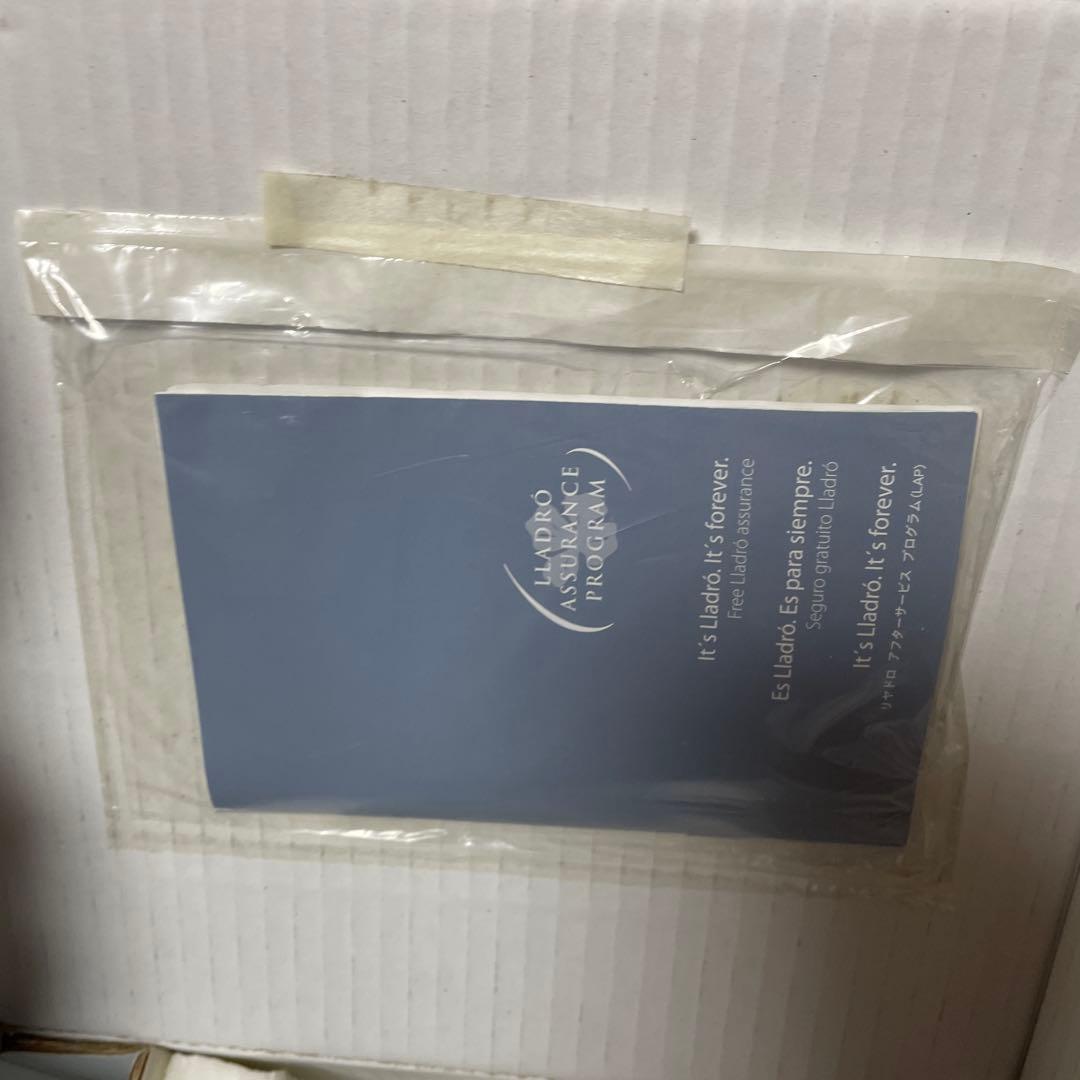 LLADRÓ
ASSURANCE
PROGRAM
It´s Lladró. It´s forever.
Free Lladró assurance
Es Lladró. Es para siempre.
Seguro gratuito Lladró
It´s Lladró. It´s forever.
リヤドロ アフターサービス プログラム(LAP)